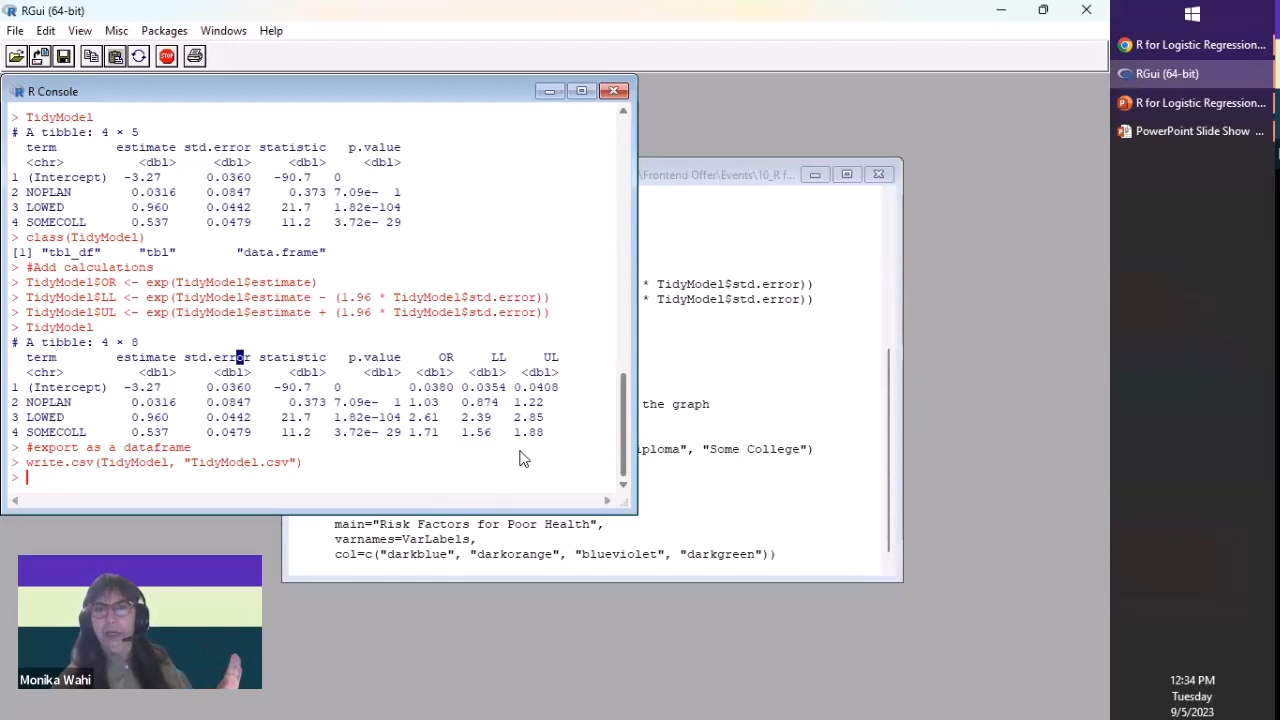 RGui (64-bit)
File Edit View Misc Packages Windows Help
STOP
R Console
> TidyModel
# A tibble: 4 × 5
term estimate std.error statistic p.value
<chr> <dbl> <dbl> <dbl> <dbl>
1 (Intercept) -3.27 0.0360 -90.7 0
2 NOPLAN 0.0316 0.0847 0.373 7.09e- 1
3 LOWED 0.960 0.0442 21.7 1.82e-104
4 SOMECOLL 0.537 0.0479 11.2 3.72e- 29
> class(TidyModel)
[1] "tbl_df" "tbl" "data.frame"
> #Add calculations
> TidyModel$OR <- exp(TidyModel$estimate)
> TidyModel$LL <- exp(TidyModel$estimate - (1.96 * TidyModel$std.error))
> TidyModel$UL <- exp(TidyModel$estimate + (1.96 * TidyModel$std.error))
> TidyModel
# A tibble: 4 × 8
term estimate std.error statistic p.value OR LL UL
<chr> <dbl> <dbl> <dbl> <dbl> <dbl> <dbl> <dbl>
1 (Intercept) -3.27 0.0360 -90.7 0 0.0380 0.0354 0.0408
2 NOPLAN 0.0316 0.0847 0.373 7.09e- 1 1.03 0.874 1.22
3 LOWED 0.960 0.0442 21.7 1.82e-104 2.61 2.39 2.85
4 SOMECOLL 0.537 0.0479 11.2 3.72e- 29 1.71 1.56 1.88
> #export as a dataframe
> write.csv(TidyModel, "TidyModel.csv")
>
\Frontend Offer\Events\10_R f...
* TidyModel$std.error))
* TidyModel$std.error))
the graph
iploma", "Some College")
main="Risk Factors for Poor Health",
varnames=VarLabels,
col=c("darkblue", "darkorange", "blueviolet", "darkgreen"))
Monika Wahi
R for Logistic Regression...
RGui (64-bit)
R for Logistic Regression...
PowerPoint Slide Show ...
12:34 PM
Tuesday
9/5/2023